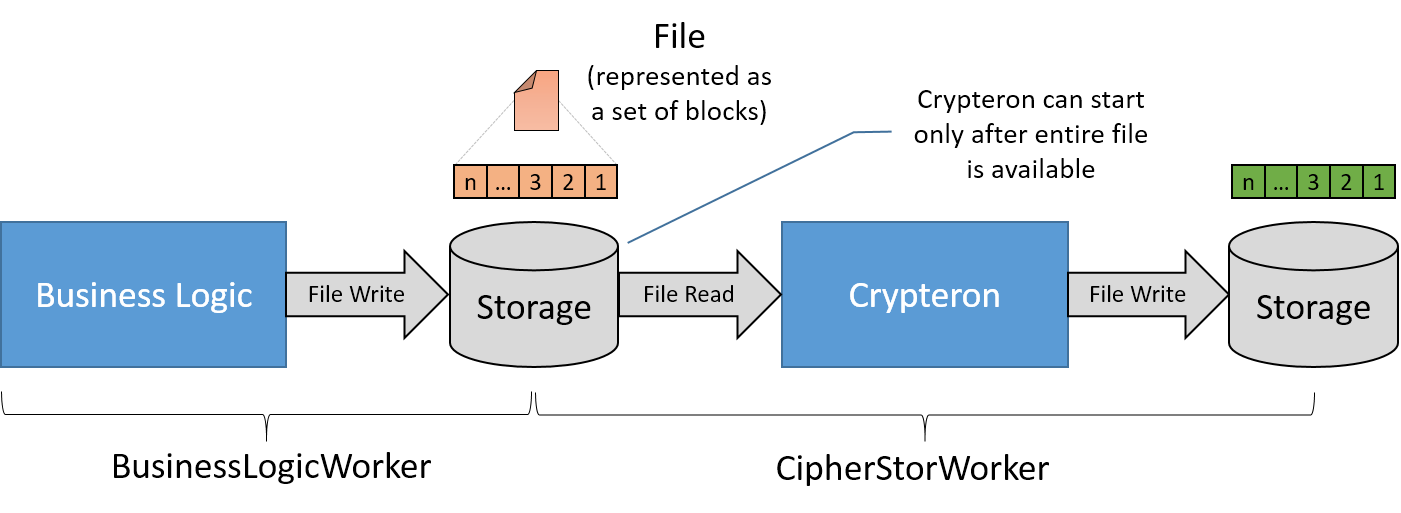 File
(represented as
a set of blocks)
Crypteron can start
only after entire file
is available
n ... 3 2 1
n ... 3 2 1
Business Logic
File Write
Storage
File Read
Crypteron
File Write
Storage
BusinessLogicWorker
CipherStorWorker